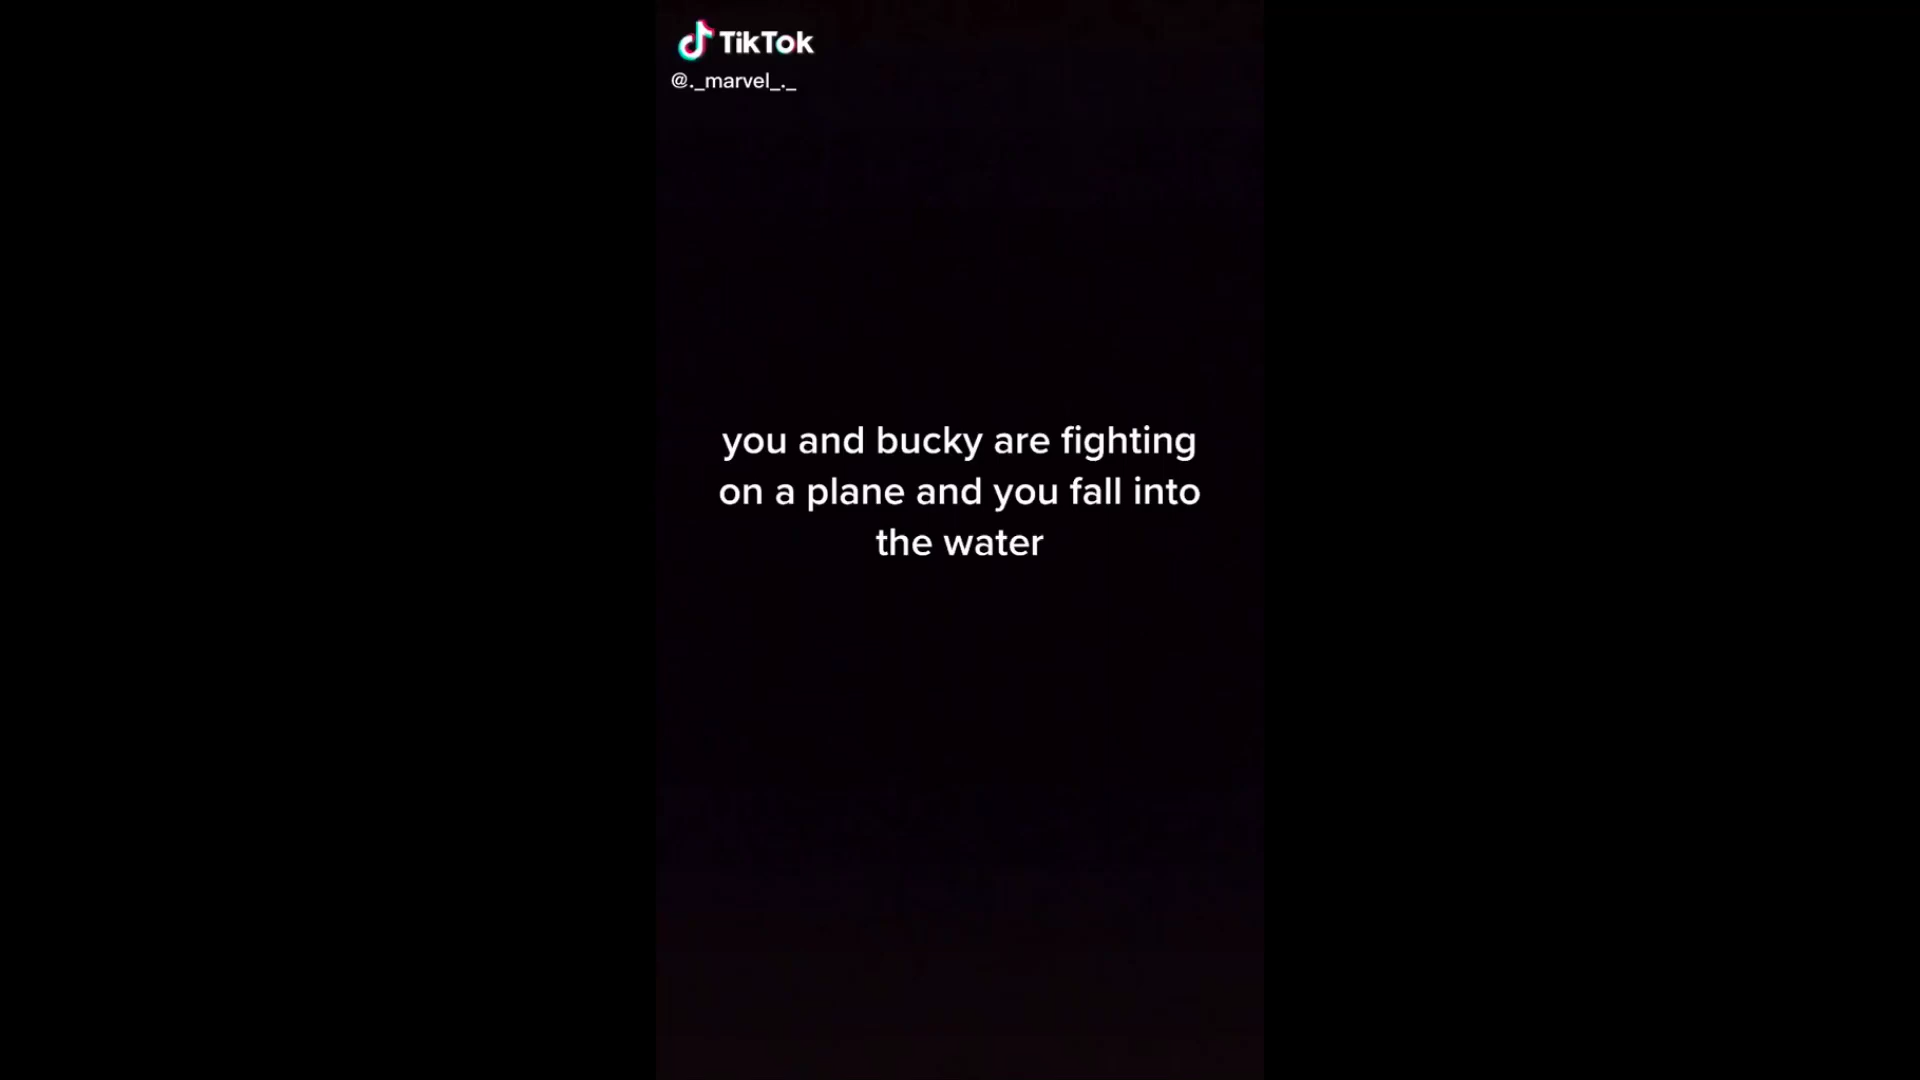 TikTok
@._marvel_._
you and bucky are fighting
on a plane and you fall into
the water